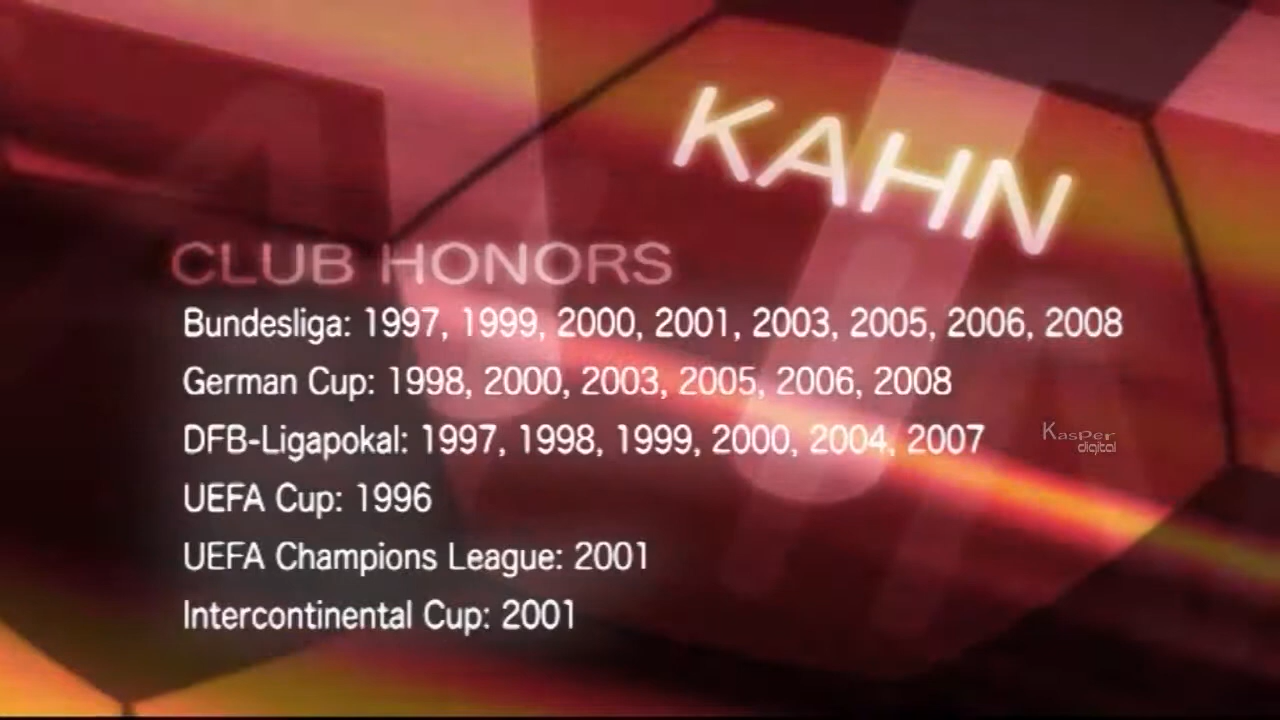 KAHN
CLUB HONORS
Bundesliga: 1997, 1999, 2000, 2001, 2003, 2005, 2006, 2008
German Cup: 1998, 2000, 2003, 2005, 2006, 2008
DFB-Ligapokal: 1997, 1998, 1999, 2000, 2004, 2007
Kasper
digital
UEFA Cup: 1996
UEFA Champions League: 2001
Intercontinental Cup: 2001